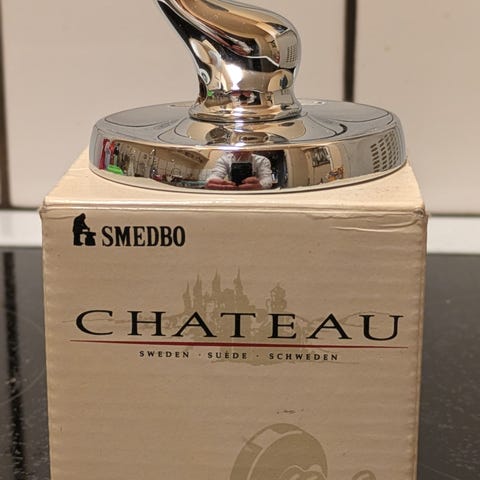 SMEDBO
CHATEAU
SWEDEN · SUÈDE · SCHWEDEN